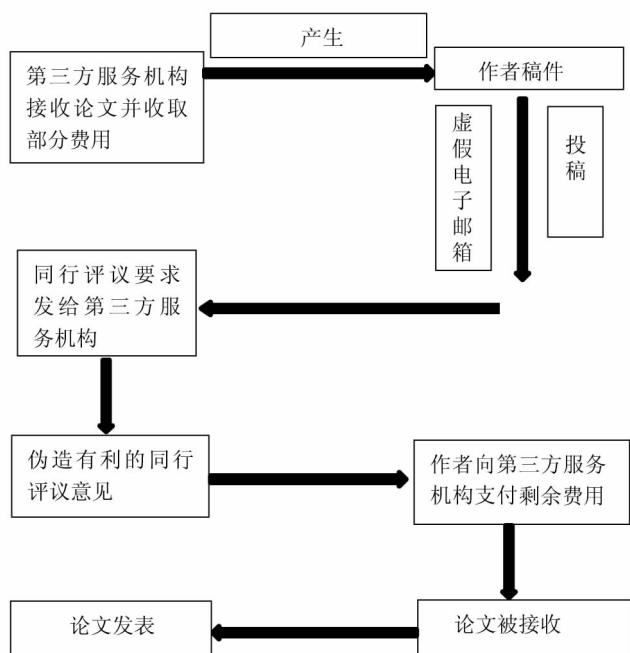 产生
第三方服务机构
接收论文并收取
部分费用
作者稿件
虚假电子邮箱
投稿
同行评议要求
发给第三方服
务机构
伪造有利的同行
评议意见
作者向第三方服务
机构支付剩余费用
论文发表
论文被接收